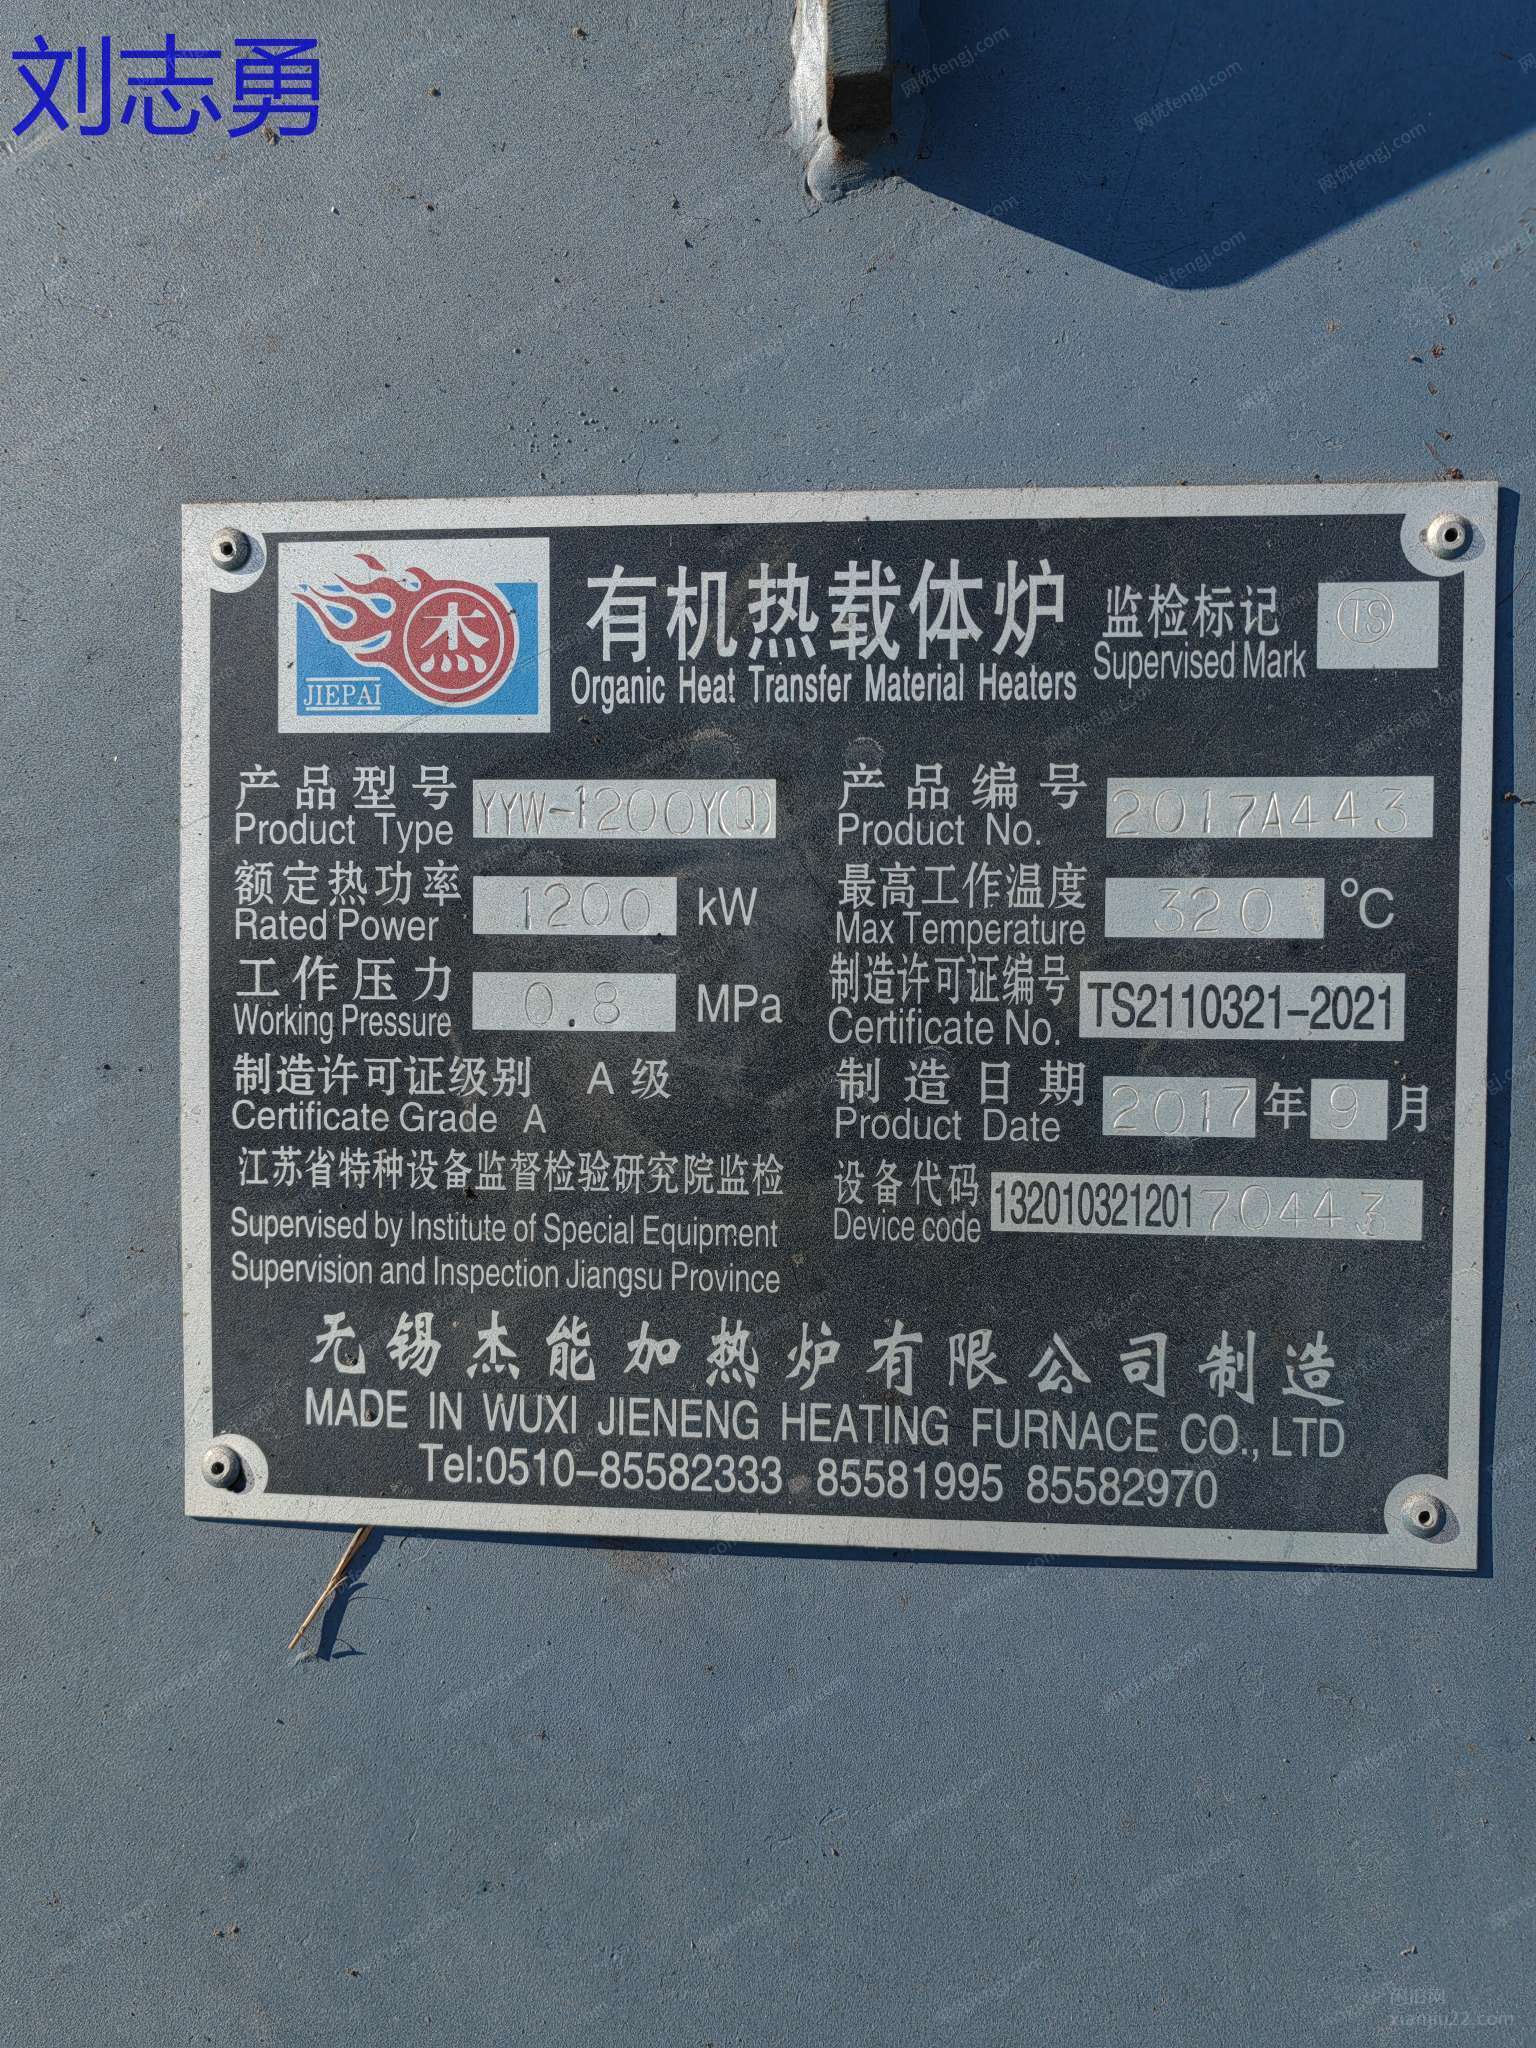 刘志勇
杰
JIEPAI
有机热载体炉
Organic Heat Transfer Material Heaters
监检标记
Supervised Mark
TS
产品型号 YYW-1200Y(Q)
Product Type
产品编号 2017A443
Product No.
额定热功率 1200 kW
Rated Power
最高工作温度 320 °C
Max Temperature
工作压力 0.8 MPa
Working Pressure
制造许可证编号 TS2110321-2021
Certificate No.
制造许可证级别 A 级
Certificate Grade A
制造日期 2017年9月
Product Date
江苏省特种设备监督检验研究院监检
设备代码 13201032120170443
Device code
Supervised by Institute of Special Equipment
Supervision and Inspection Jiangsu Province
无锡杰能加热炉有限公司制造
MADE IN WUXI JIENENG HEATING FURNACE CO., LTD
Tel:0510-85582333 85581995 85582970
xianjiu22.com